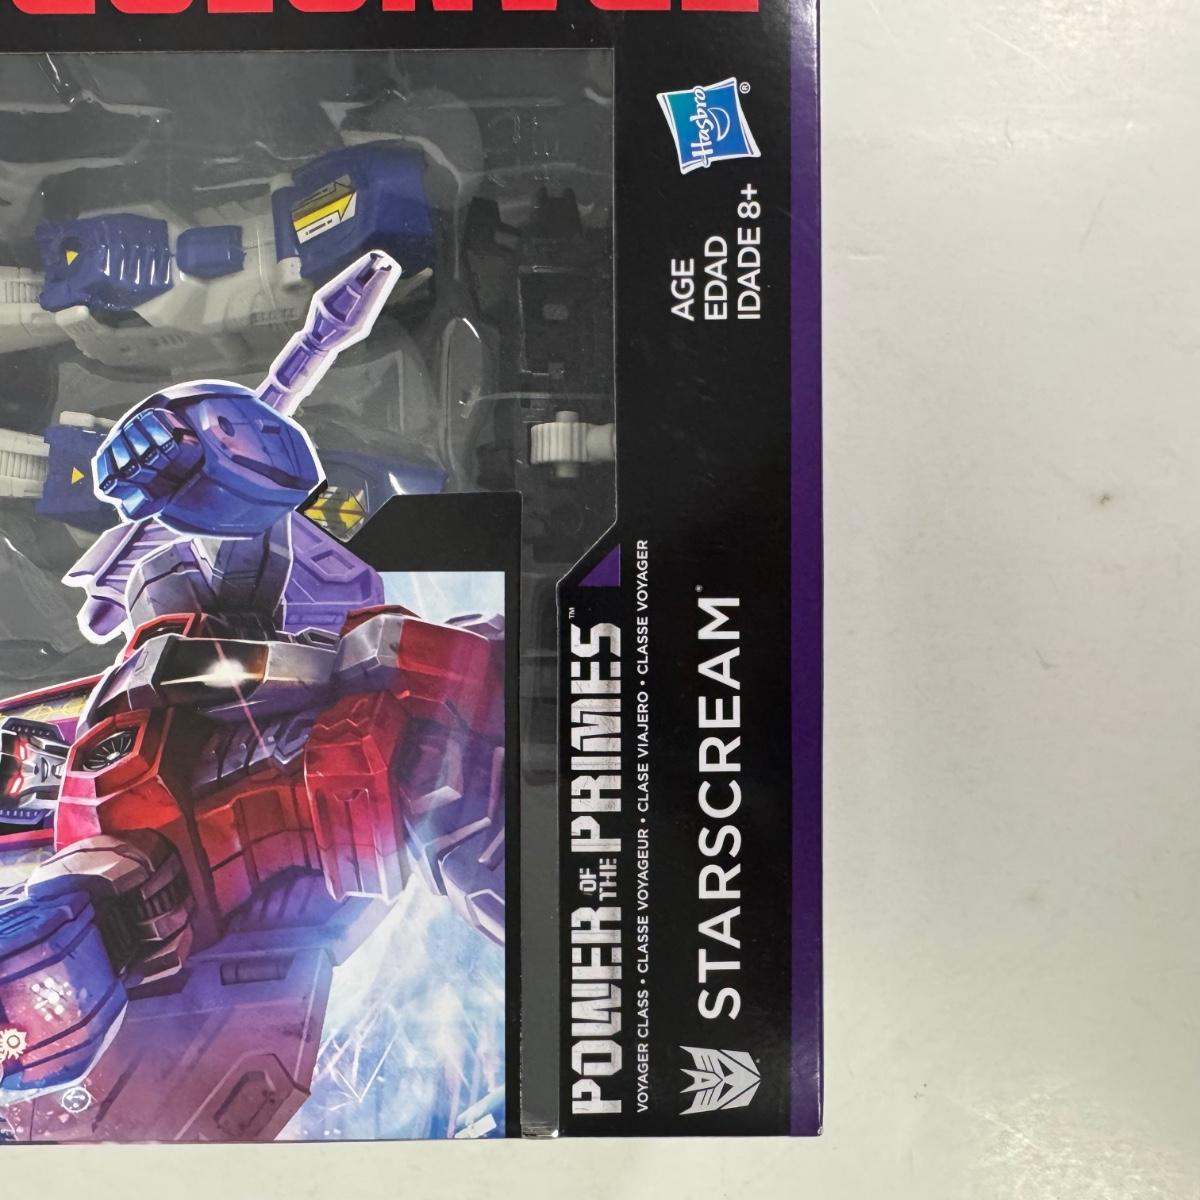 Hasbro®
AGE
EDAD
IDADE 8+
POWER OF THE PRIMES™
VOYAGER CLASS • CLASSE VOYAGEUR • CLASE VIAJERO • CLASSE VOYAGER
STARSCREAM